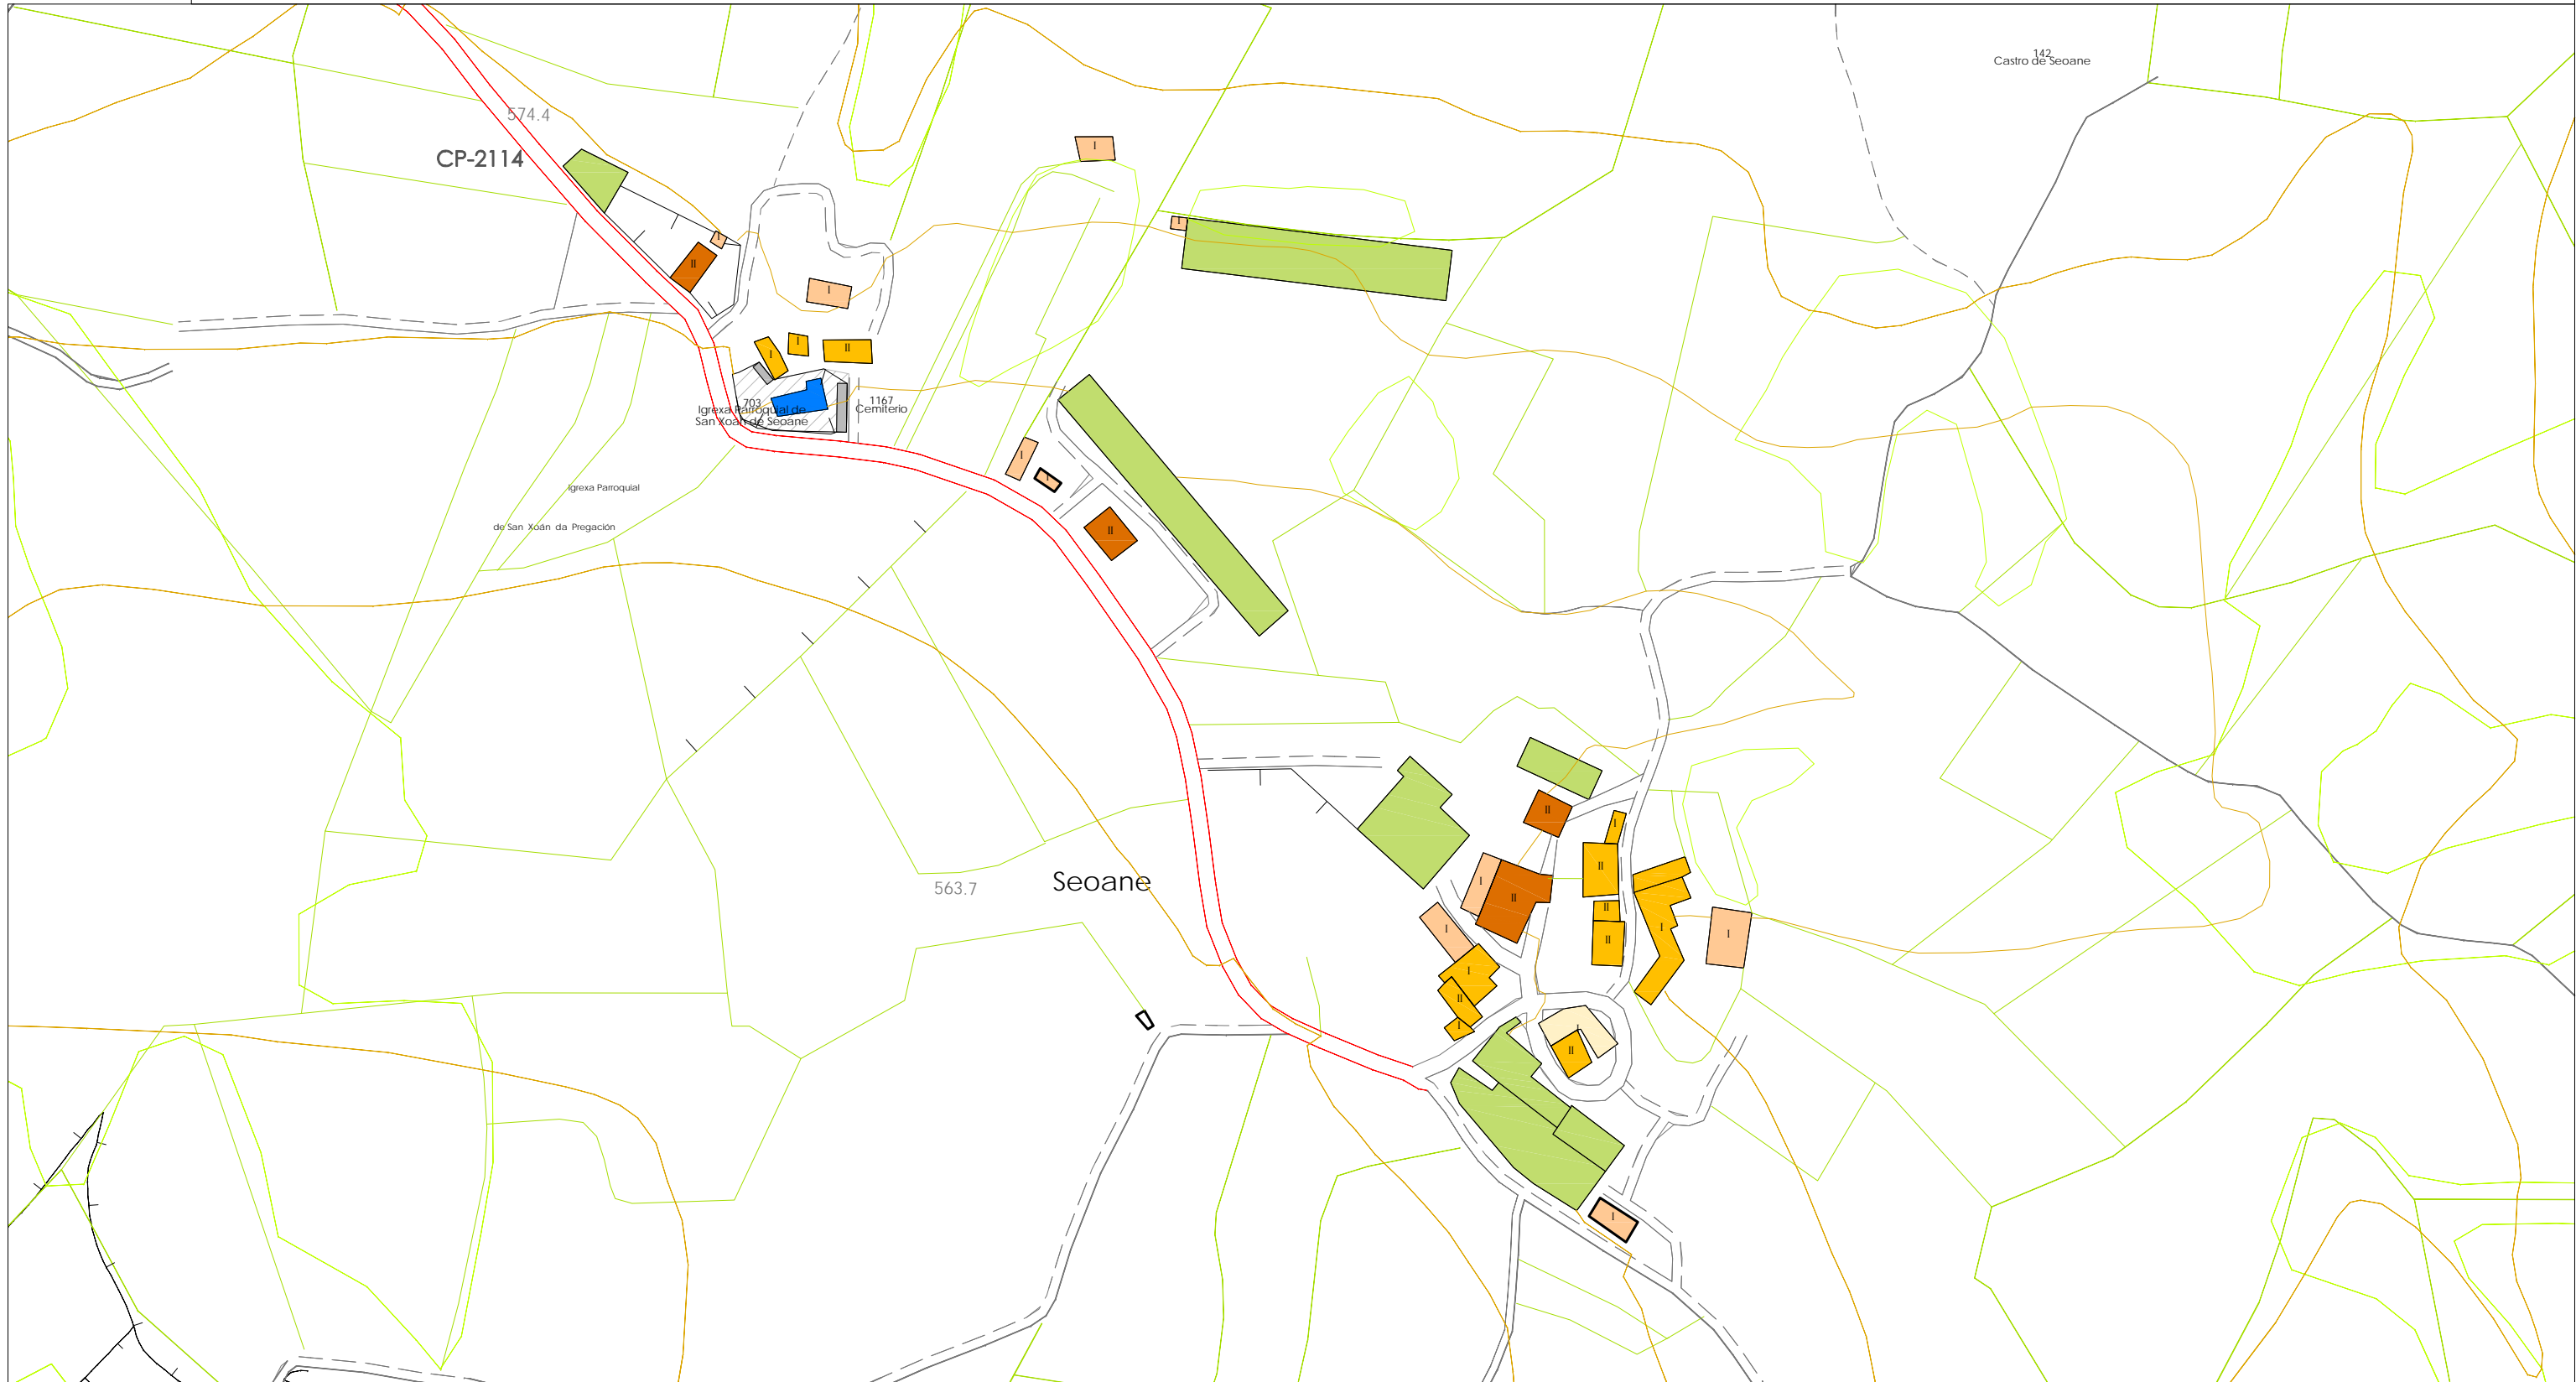 142
Castro de Seoane
574.4
CP-2114
I
I
I
II
I
I
I
II
703
1167
Igrexa Parroquial de
Cemiterio
San Xoán de Seoane
I
I
Igrexa Parroquial
de San Xoán da Pregación
II
II
I
II
Seoane
563.7
I
II
II
I
I
I
II
I
II
I
I
II
I